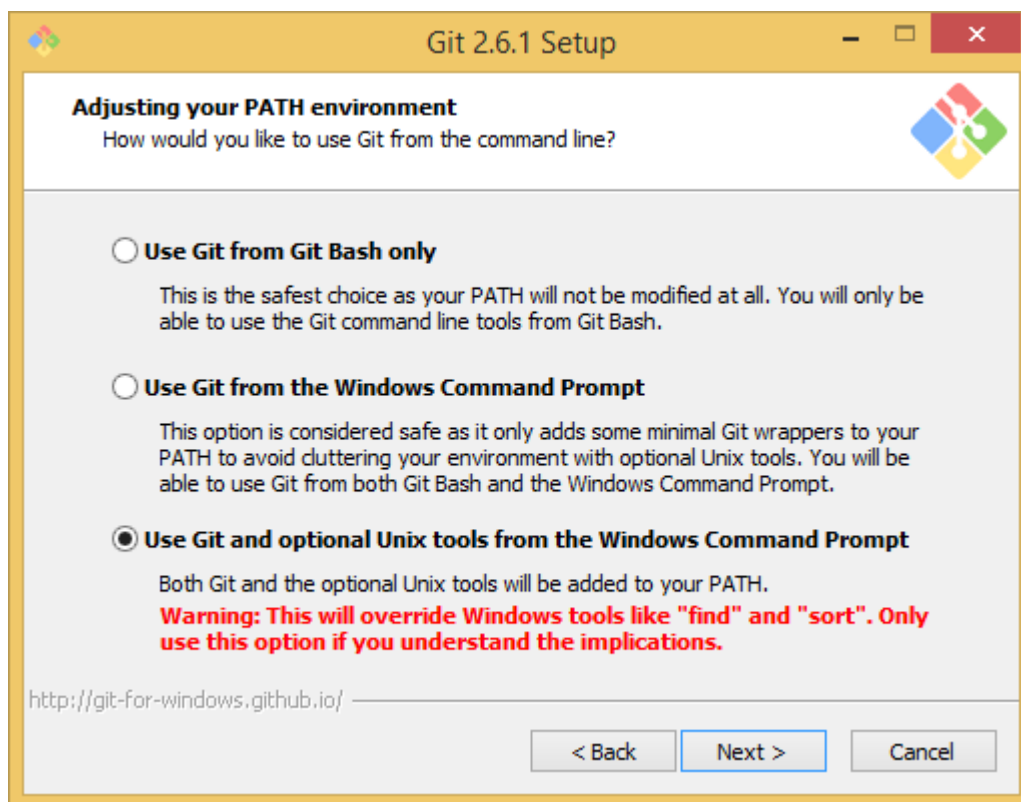 Git 2.6.1 Setup
Adjusting your PATH environment
How would you like to use Git from the command line?
Use Git from Git Bash only
This is the safest choice as your PATH will not be modified at all. You will only be
able to use the Git command line tools from Git Bash.
Use Git from the Windows Command Prompt
This option is considered safe as it only adds some minimal Git wrappers to your
PATH to avoid cluttering your environment with optional Unix tools. You will be
able to use Git from both Git Bash and the Windows Command Prompt.
Use Git and optional Unix tools from the Windows Command Prompt
Both Git and the optional Unix tools will be added to your PATH.
Warning: This will override Windows tools like "find" and "sort". Only
use this option if you understand the implications.
http://git-for-windows.github.io/
< Back Next > Cancel